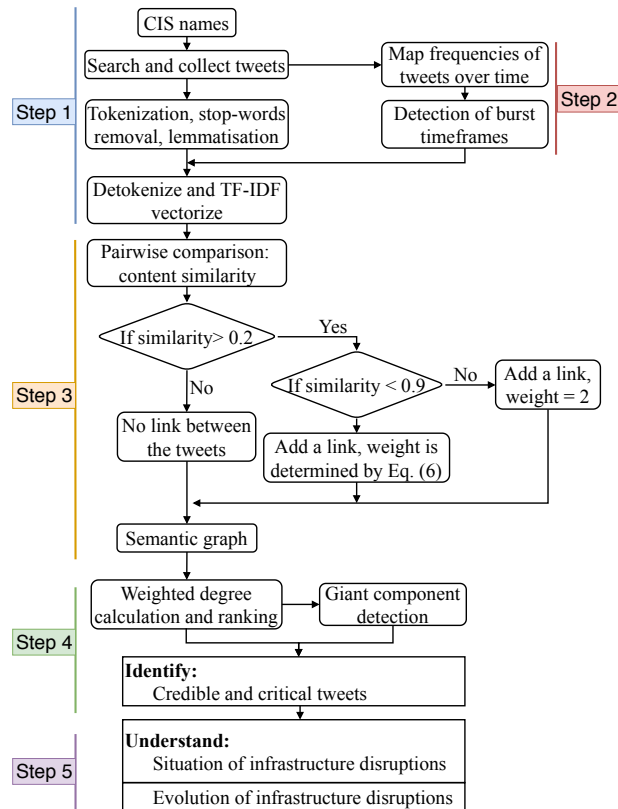 CIS names
Search and collect tweets
Map frequencies of
tweets over time
Step 1
Step 2
Tokenization, stop-words
removal, lemmatisation
Detection of burst
timeframes
Detokenize and TF-IDF
vectorize
Pairwise comparison:
content similarity
If similarity> 0.2
Yes
If similarity < 0.9
No
Add a link,
weight = 2
No
Step 3
No link between
the tweets
Add a link, weight is
determined by Eq. (6)
Semantic graph
Weighted degree
calculation and ranking
Giant component
detection
Step 4
Identify:
Credible and critical tweets
Understand:
Situation of infrastructure disruptions
Step 5
Evolution of infrastructure disruptions